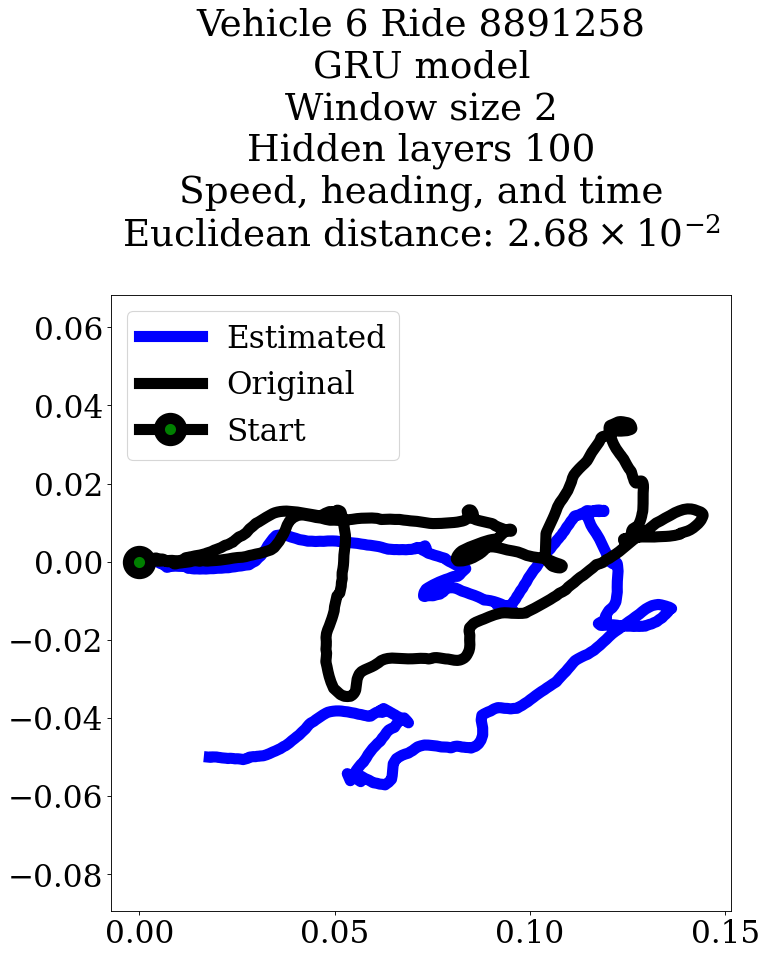 Vehicle 6 Ride 8891258
GRU model
Window size 2
Hidden layers 100
Speed, heading, and time
Euclidean distance: 2.68 × 10⁻²
Estimated
Original
Start
0.06
0.04
0.02
0.00
−0.02
−0.04
−0.06
−0.08
0.00 0.05 0.10 0.15